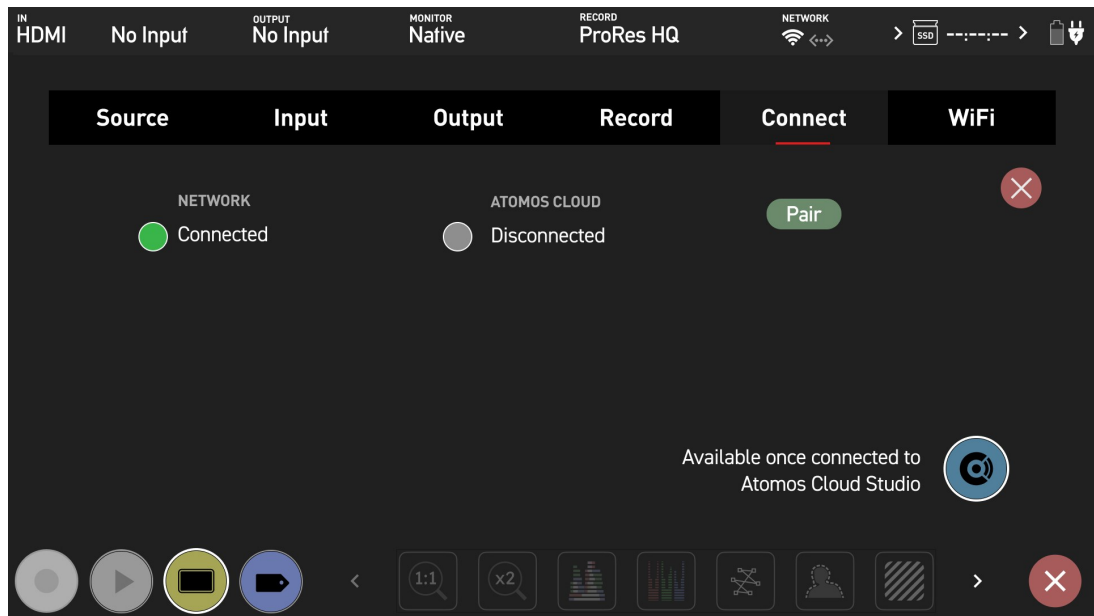 IN
HDMI
No Input
OUTPUT
No Input
MONITOR
Native
RECORD
ProRes HQ
NETWORK
SSD
--:--:--
Source
Input
Output
Record
Connect
WiFi
NETWORK
Connected
ATOMOS CLOUD
Disconnected
Pair
Available once connected to
Atomos Cloud Studio
1:1
x2